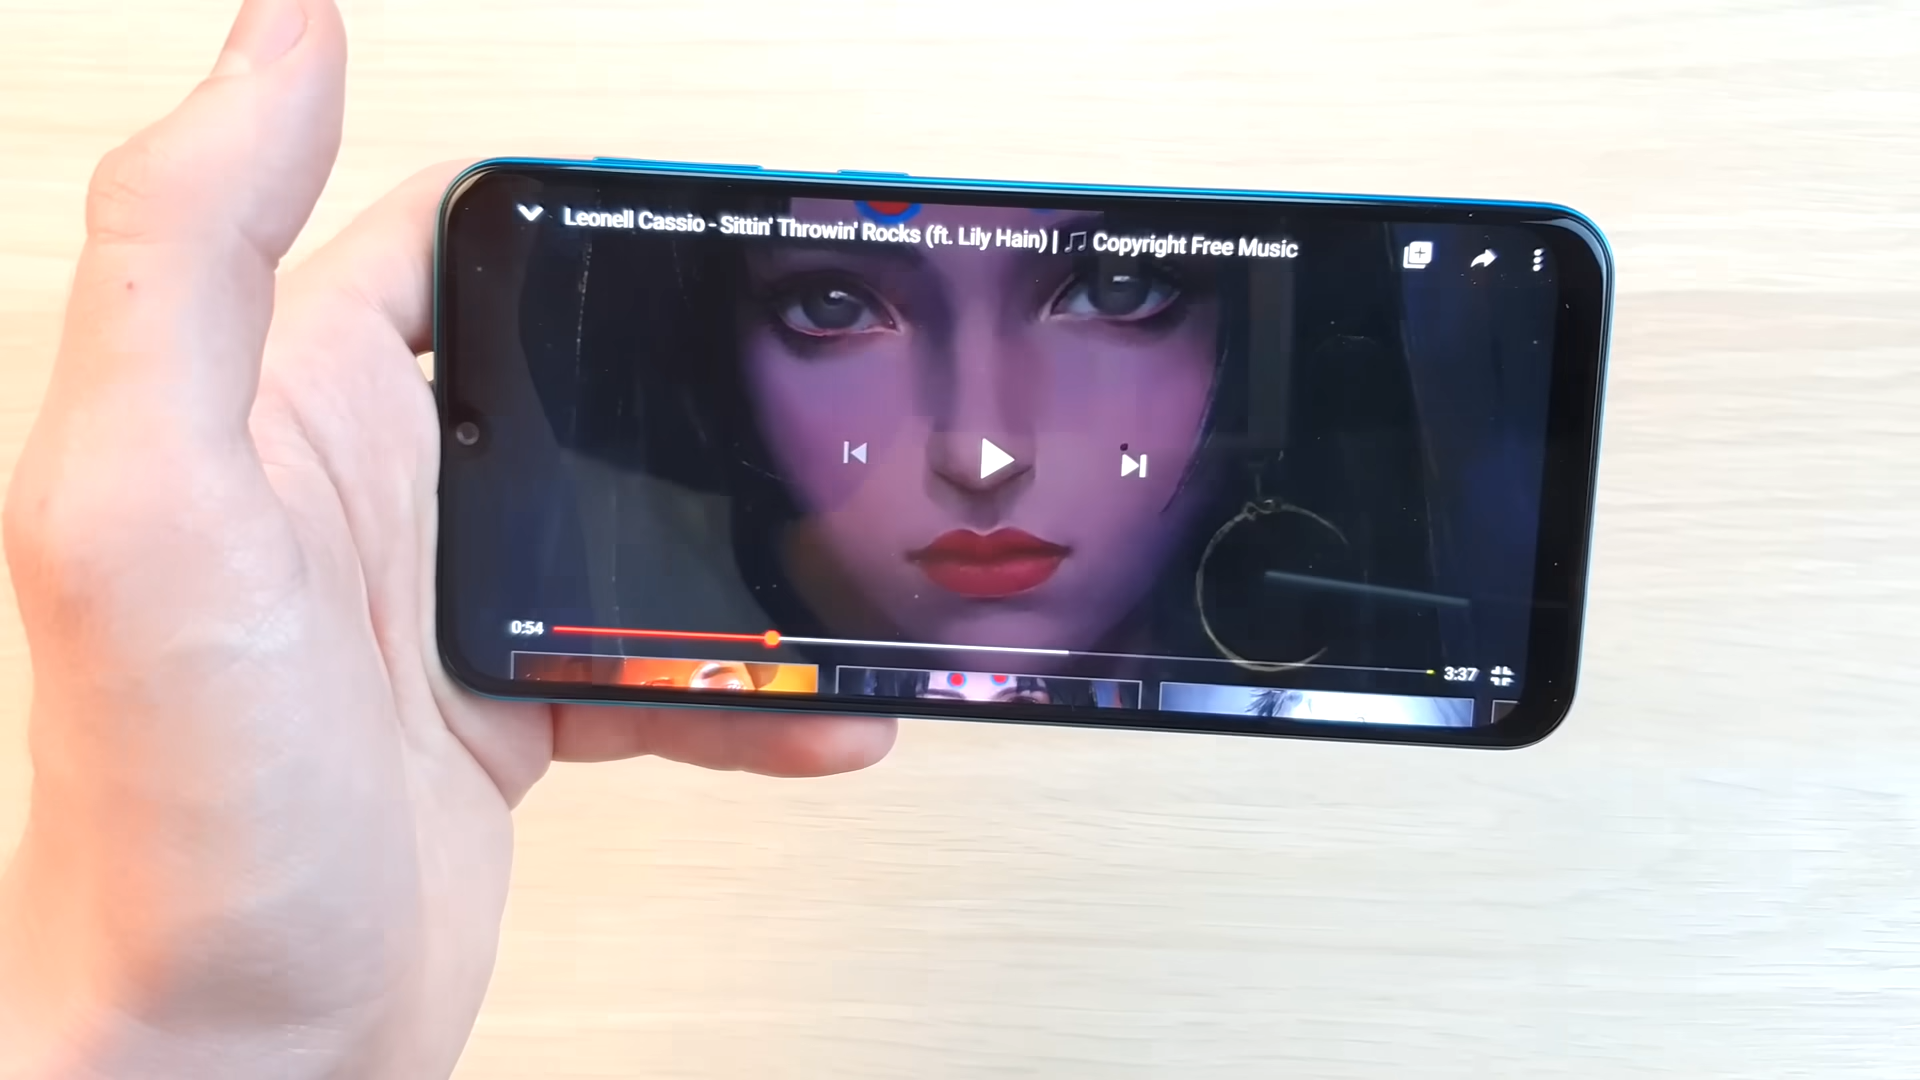 Leonell Cassio - Sittin' Throwin' Rocks (ft. Lily Hain) | 🎵 Copyright Free Music
0:54
3:37